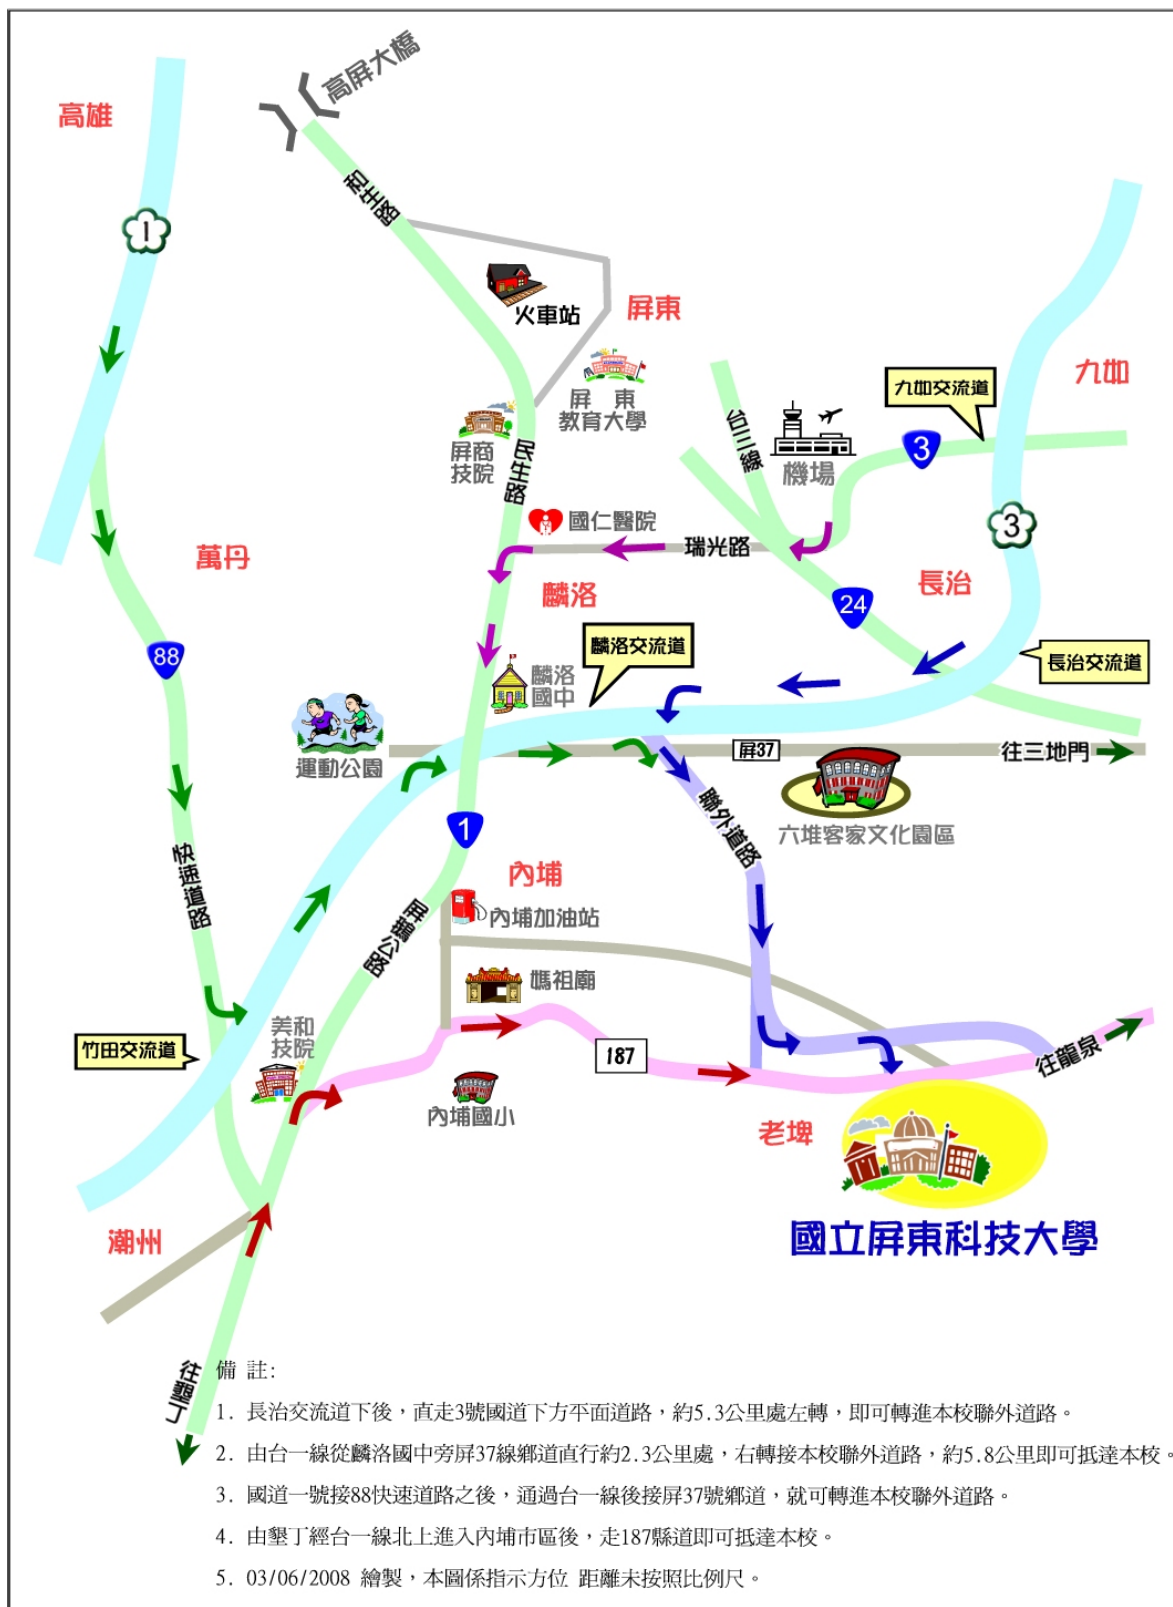 高屏大橋
高雄
和生路
1
火車站
屏東
九如
九如交流道
屏東
教育大學
台三線
屏商
技院
民生路
機場
3
3
國仁醫院
瑞光路
萬丹
麟洛
長治
24
88
麟洛交流道
長治交流道
麟洛
國中
運動公園
屏37
往三地門
聯外道路
六堆客家文化園區
1
快速道路
內埔
內埔加油站
屏鵝公路
媽祖廟
美和
技院
竹田交流道
187
往龍泉
內埔國小
老埤
潮州
國立屏東科技大學
往墾丁
備 註:
1. 長治交流道下後，直走3號國道下方平面道路，約5.3公里處左轉，即可轉進本校聯外道路。
2. 由台一線從麟洛國中旁屏37線鄉道直行約2.3公里處，右轉接本校聯外道路，約5.8公里即可抵達本校。
3. 國道一號接88快速道路之後，通過台一線後接屏37號鄉道，就可轉進本校聯外道路。
4. 由墾丁經台一線北上進入內埔市區後，走187縣道即可抵達本校。
5. 03/06/2008 繪製，本圖係指示方位 距離未按照比例尺。